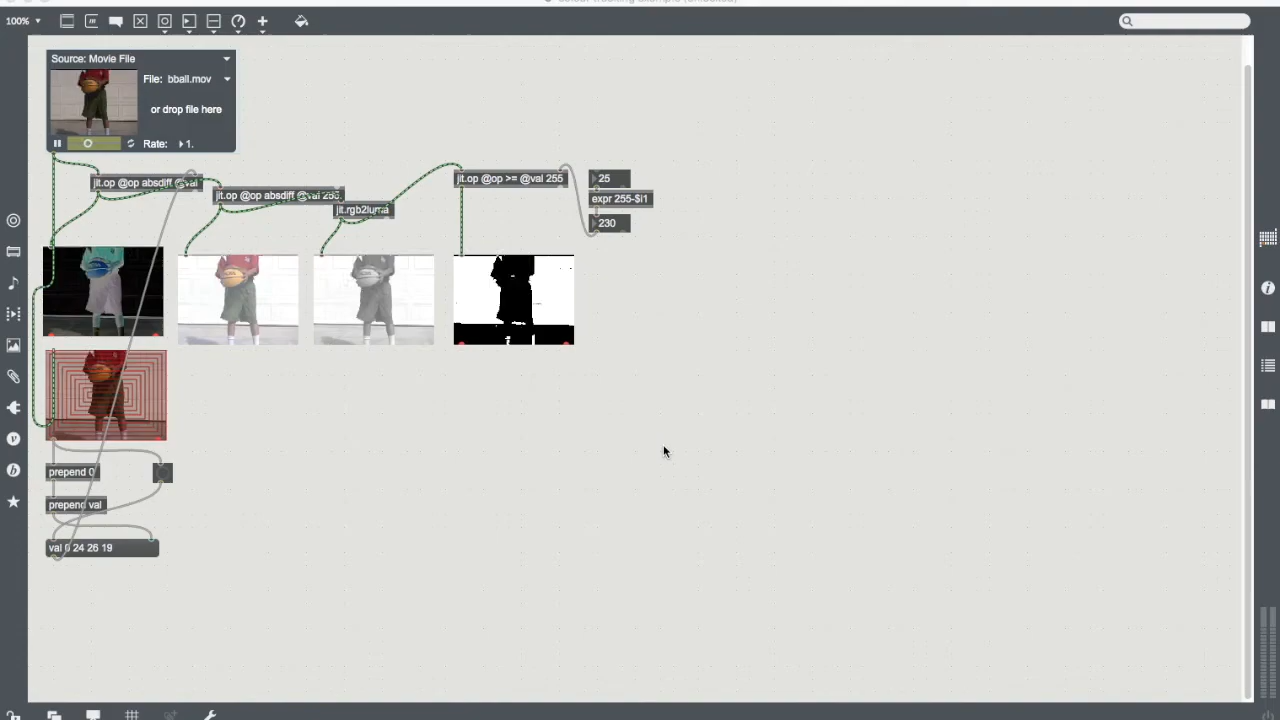 100%
Source: Movie File
File: bball.mov
or drop file here
Rate: 1.
jit.op @op absdiff @val
jit.op @op absdiff @val 255
jit.rgb2luma
jit.op @op >= @val 255
25
expr 255-$i1
230
prepend 0
prepend val
val 0 24 26 19